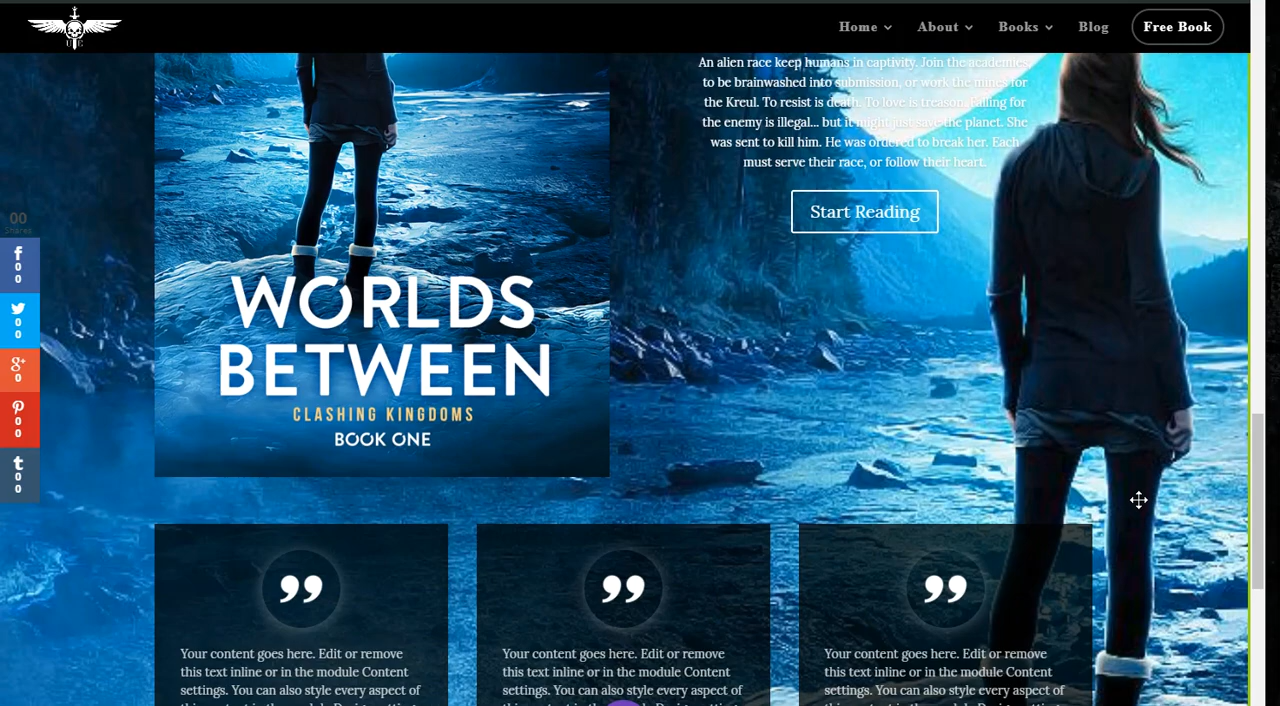 Home
About
Books
Blog
Free Book
An alien race keep humans in captivity. Join the academies
to be brainwashed into submission, or work the mines for
the Kreul. To resist is death. To love is treason. Falling for
the enemy is illegal... but it might just save the planet. She
was sent to kill him. He was ordered to break her. Each
must serve their race, or follow their heart.
Start Reading
00
Shares
0
0
0
0
0
0
0
0
0
WORLDS
BETWEEN
CLASHING KINGDOMS
BOOK ONE
Your content goes here. Edit or remove
this text inline or in the module Content
settings. You can also style every aspect of
Your content goes here. Edit or remove
this text inline or in the module Content
settings. You can also style every aspect of
Your content goes here. Edit or remove
this text inline or in the module Content
settings. You can also style every aspect of